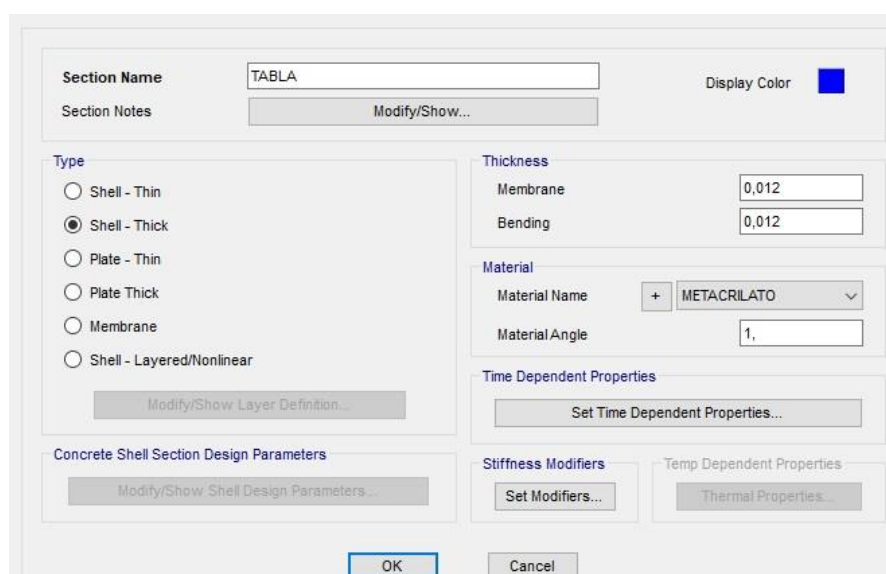 Section Name TABLA Display Color
Section Notes Modify/Show...
Type
Shell - Thin
Shell - Thick
Plate - Thin
Plate Thick
Membrane
Shell - Layered/Nonlinear
Modify/Show Layer Definition...
Concrete Shell Section Design Parameters
Modify/Show Shell Design Parameters...
Thickness
Membrane 0,012
Bending 0,012
Material
Material Name + METACRILATO
Material Angle 1,
Time Dependent Properties
Set Time Dependent Properties...
Stiffness Modifiers
Set Modifiers...
Temp Dependent Properties
Thermal Properties...
OK Cancel